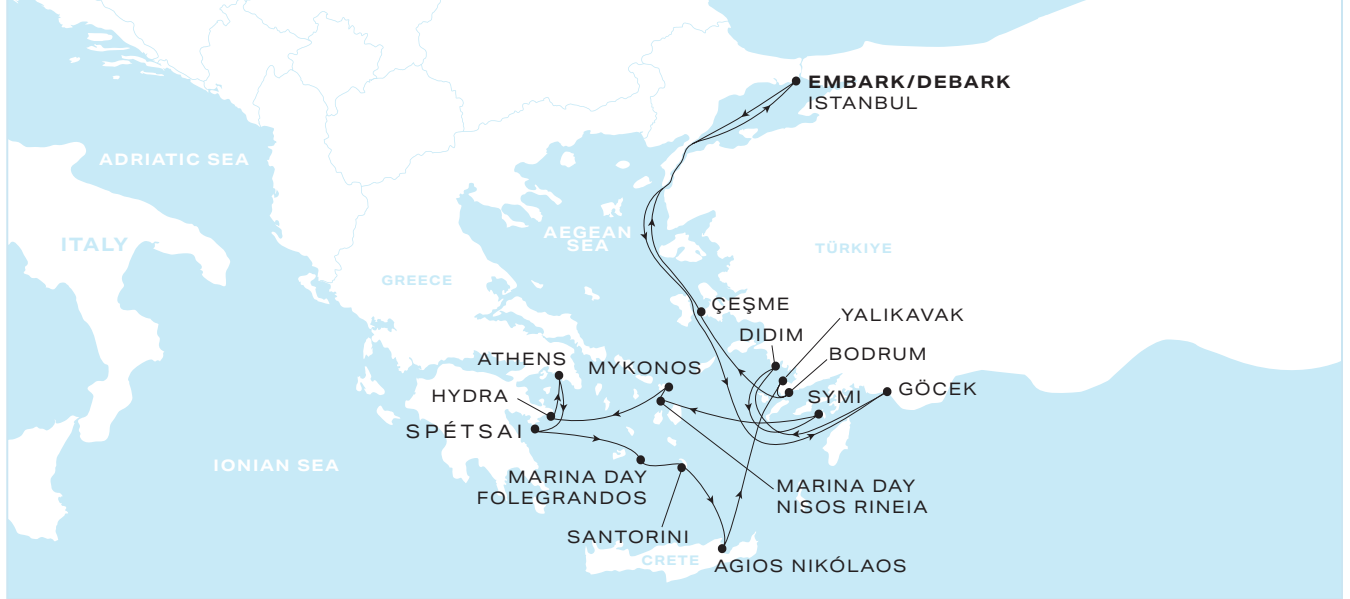 EMBARK/DEBARK
ISTANBUL
ADRIATIC SEA
ITALY
AEGEAN
SEA
TÜRKIYE
GREECE
ÇEŞME
YALIKAVAK
DIDIM
BODRUM
ATHENS
MYKONOS
GÖCEK
HYDRA
SYMI
SPÉTSAI
IONIAN SEA
MARINA DAY
FOLEGRANDOS
MARINA DAY
NISOS RINEIA
SANTORINI
CRETE
AGIOS NIKÓLAOS